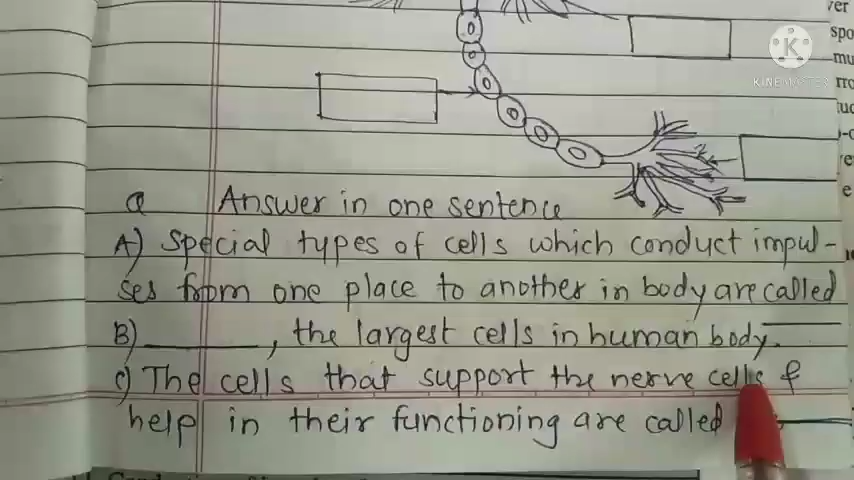 KINEMASTER
Q Answer in one sentence
A) Special types of cells which conduct impul-
ses from one place to another in body are called
B) ________, the largest cells in human body.
C) The cells that support the nerve cells &
help in their functioning are called